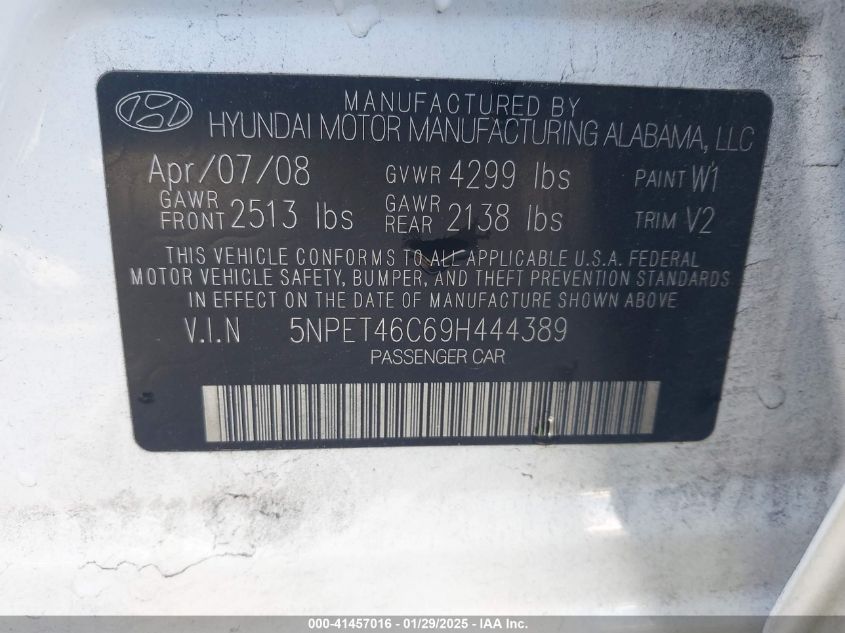 MANUFACTURED BY
HYUNDAI MOTOR MANUFACTURING ALABAMA, LLC
Apr/07/08 GVWR 4299 lbs PAINT W1
GAWR FRONT 2513 lbs GAWR REAR 2138 lbs TRIM V2
THIS VEHICLE CONFORMS TO ALL APPLICABLE U.S.A. FEDERAL
MOTOR VEHICLE SAFETY, BUMPER, AND THEFT PREVENTION STANDARDS
IN EFFECT ON THE DATE OF MANUFACTURE SHOWN ABOVE.
V.I.N 5NPET46C69H444389
PASSENGER CAR
000-41457016 - 01/29/2025 - IAA Inc.